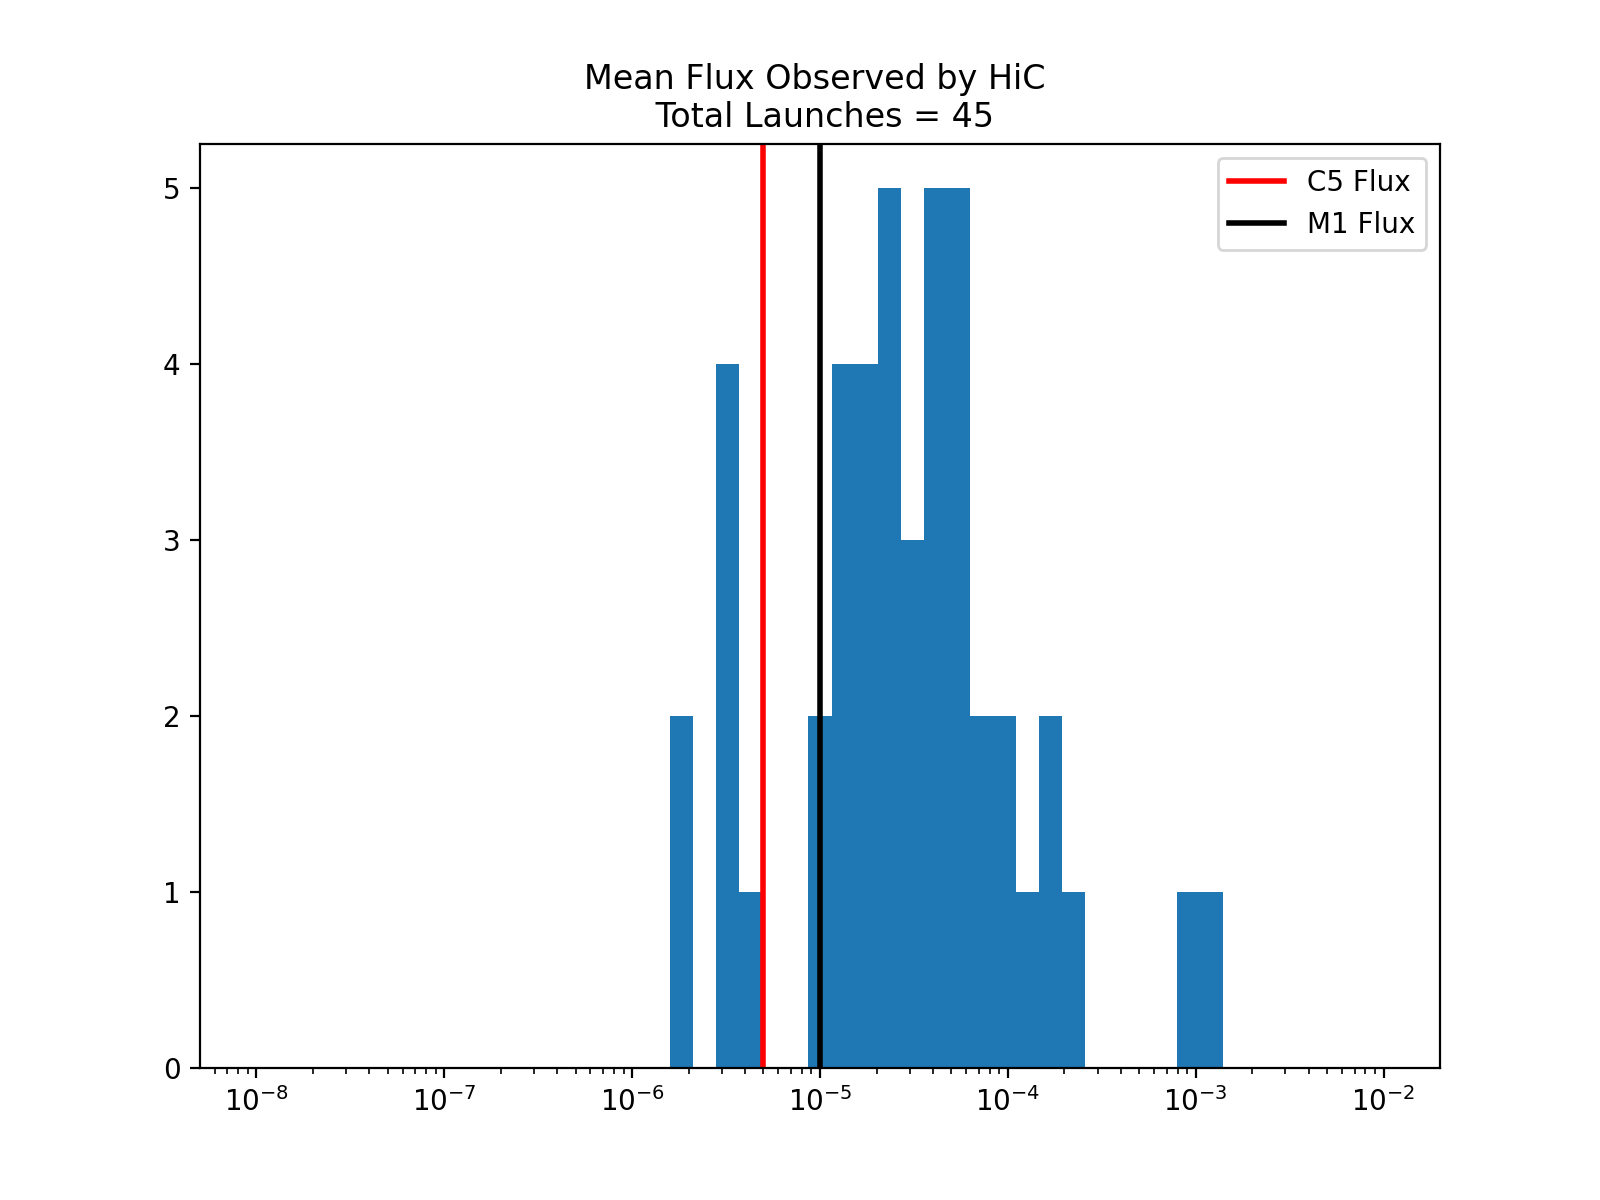 Mean Flux Observed by HiC
Total Launches = 45
C5 Flux
M1 Flux
5
4
3
2
1
0
10⁻⁸ 10⁻⁷ 10⁻⁶ 10⁻⁵ 10⁻⁴ 10⁻³ 10⁻²